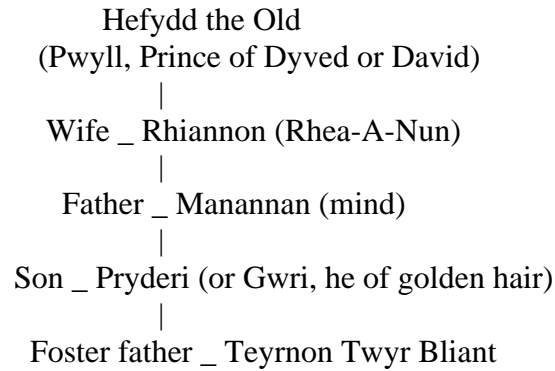 Hefydd the Old
(Pwyll, Prince of Dyved or David)
|
Wife _ Rhiannon (Rhea-A-Nun)
|
Father _ Manannan (mind)
|
Son _ Pryderi (or Gwri, he of golden hair)
|
Foster father _ Teyrnon Twyr Bliant